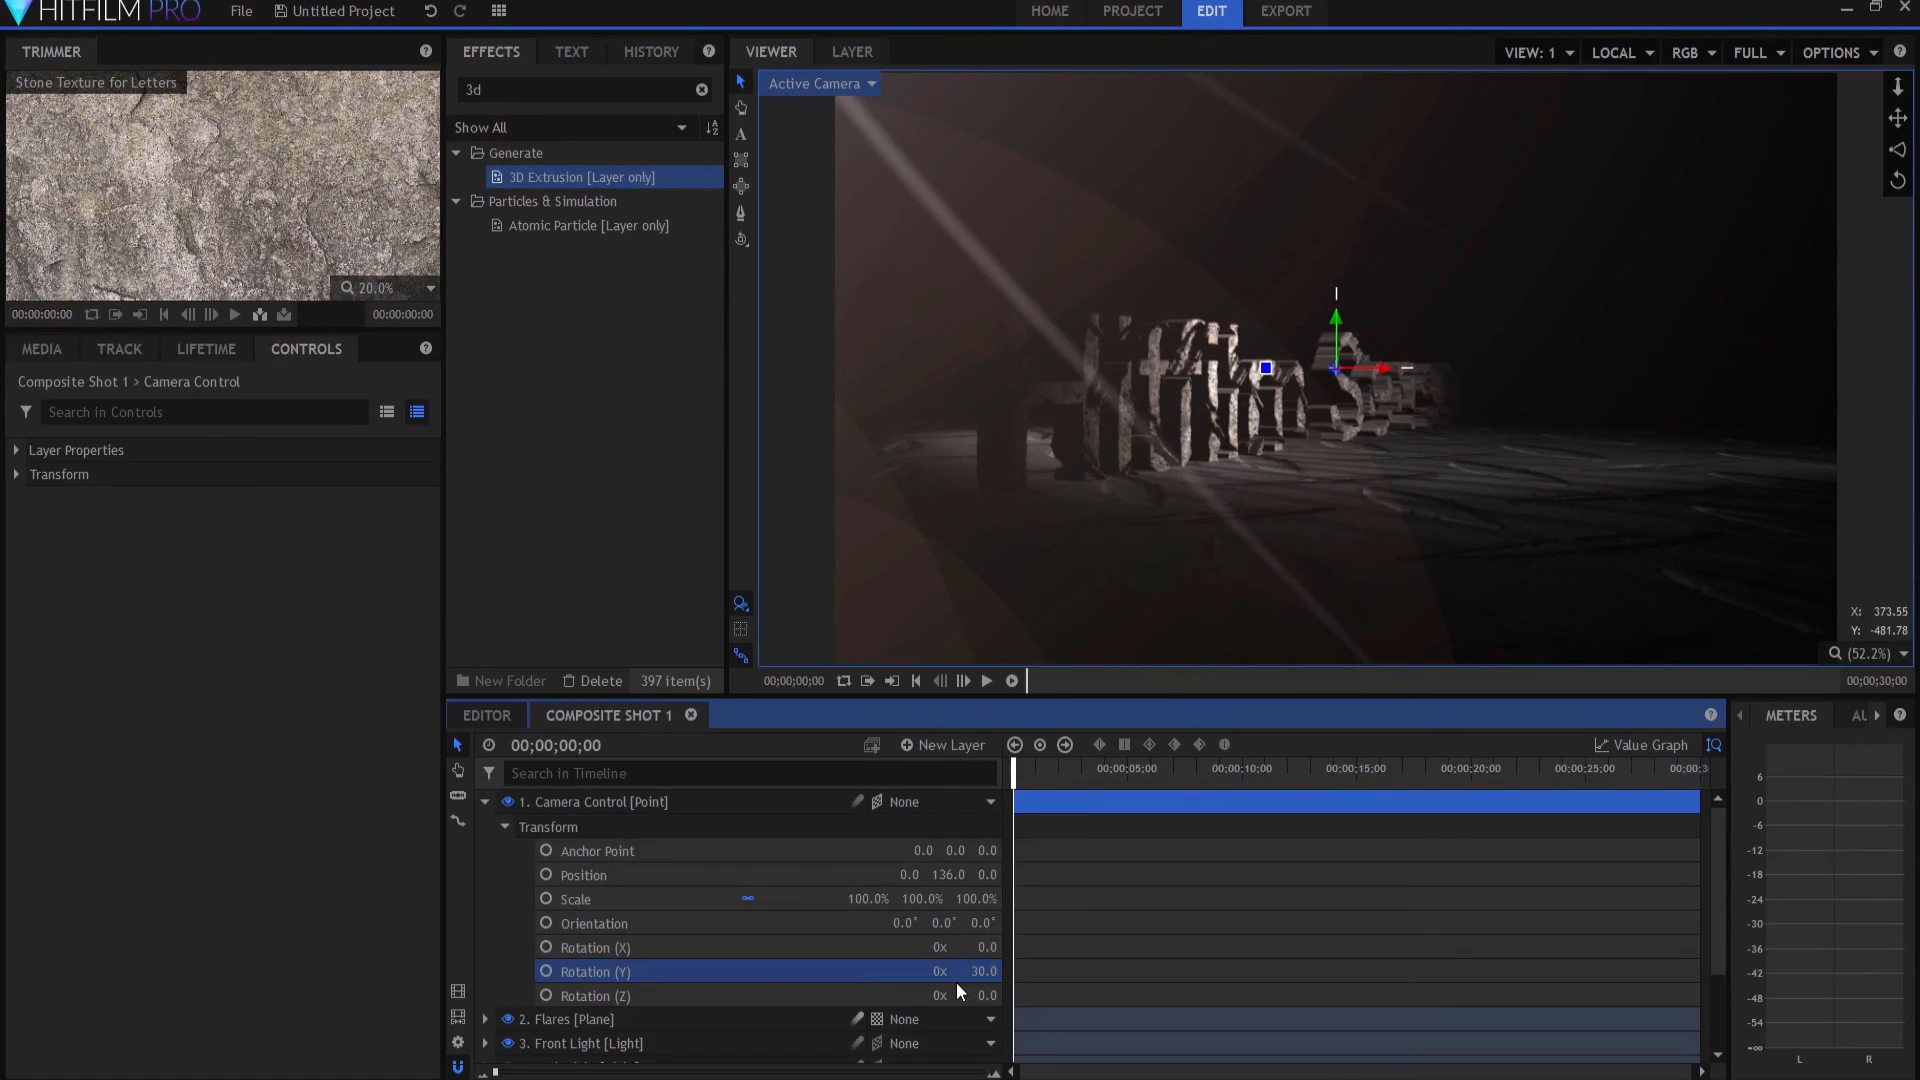 HITFILM PRO
File
Untitled Project
HOME
PROJECT
EDIT
EXPORT
TRIMMER
Stone Texture for Letters
20.0%
00:00:00:00
00:00:00:00
EFFECTS
TEXT
HISTORY
3d
Show All
Generate
3D Extrusion [Layer only]
Particles & Simulation
Atomic Particle [Layer only]
New Folder
Delete
397 item(s)
VIEWER
LAYER
VIEW: 1
LOCAL
RGB
FULL
OPTIONS
Active Camera
X: 373.55
Y: -481.78
(52.2%)
00;00;00;00
00;00;30;00
MEDIA
TRACK
LIFETIME
CONTROLS
Composite Shot 1 > Camera Control
Search in Controls
Layer Properties
Transform
EDITOR
COMPOSITE SHOT 1
00;00;00;00
New Layer
Value Graph
Search in Timeline
00;00;05;00
00;00;10;00
00;00;15;00
00;00;20;00
00;00;25;00
00;00;3
1. Camera Control [Point]
None
Transform
Anchor Point 0.0 0.0 0.0
Position 0.0 136.0 0.0
Scale 100.0% 100.0% 100.0%
Orientation 0.0° 0.0° 0.0°
Rotation (X) 0x 0.0
Rotation (Y) 0x 30.0
Rotation (Z) 0x 0.0
2. Flares [Plane]
None
3. Front Light [Light]
None
METERS
AU
6
0
-6
-12
-18
-24
-30
-36
-42
-48
-54
-∞
L R